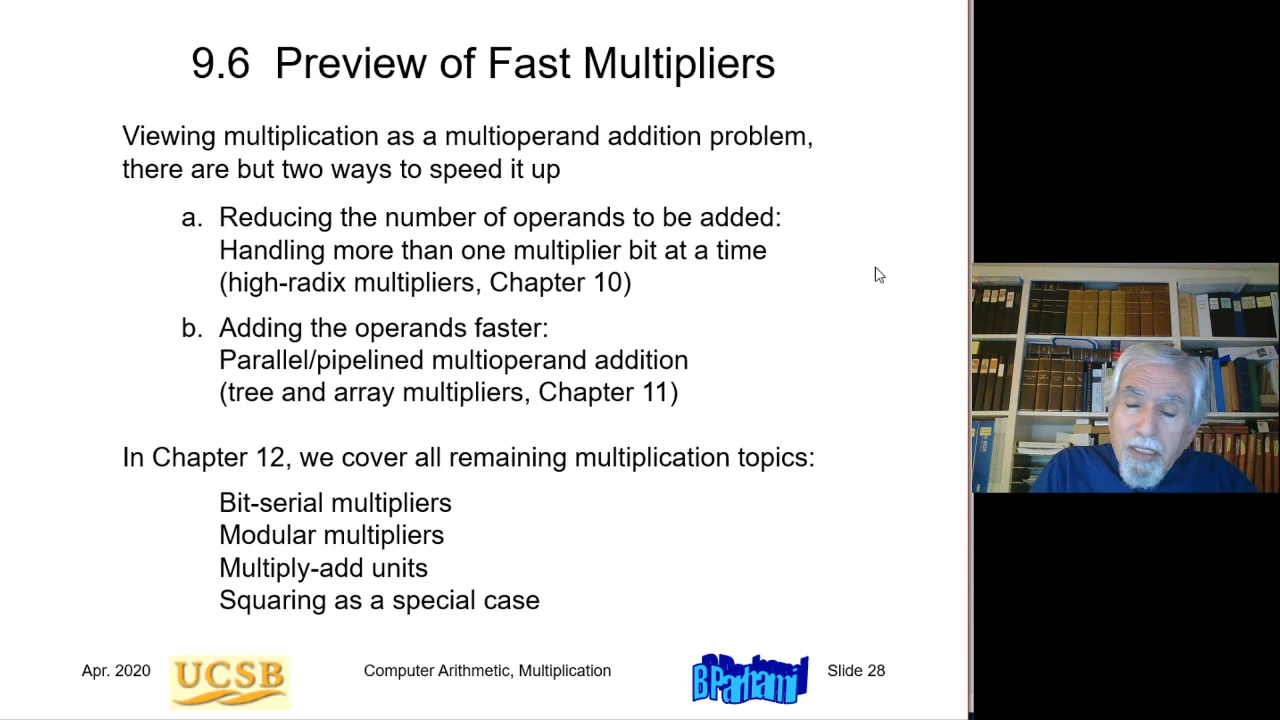 9.6 Preview of Fast Multipliers
Viewing multiplication as a multioperand addition problem,
there are but two ways to speed it up
a. Reducing the number of operands to be added:
Handling more than one multiplier bit at a time
(high-radix multipliers, Chapter 10)
b. Adding the operands faster:
Parallel/pipelined multioperand addition
(tree and array multipliers, Chapter 11)
In Chapter 12, we cover all remaining multiplication topics:
Bit-serial multipliers
Modular multipliers
Multiply-add units
Squaring as a special case
Apr. 2020
UCSB
Computer Arithmetic, Multiplication
B Parhami
Slide 28